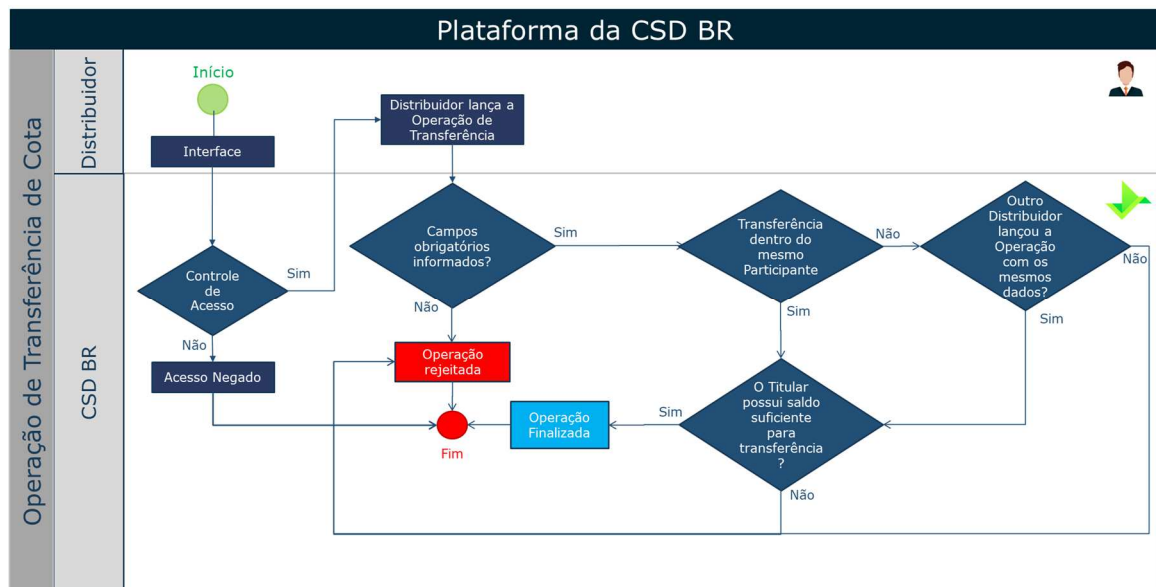 Plataforma da CSD BR
Operação de Transferência de Cota
Distribuidor
CSD BR
Início
Interface
Distribuidor lança a
Operação de
Transferência
Controle
de
Acesso
Sim
Não
Acesso Negado
Campos
obrigatórios
informados?
Sim
Não
Operação
rejeitada
Fim
Operação
Finalizada
Transferência
dentro do
mesmo
Participante
Não
Sim
Outro
Distribuidor
lançou a
Operação
com os
mesmos
dados?
Não
Sim
O Titular
possui saldo
suficiente
para
transferência
?
Sim
Não